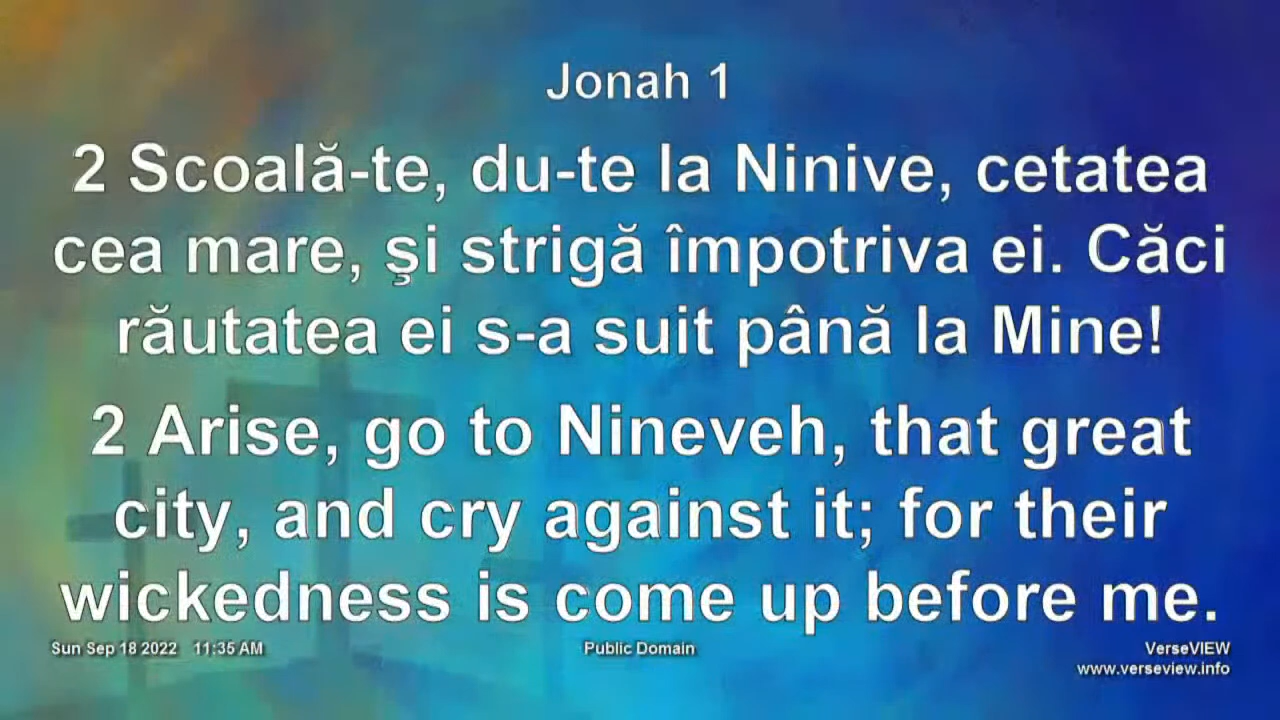 Jonah 1
2 Scoală-te, du-te la Ninive, cetatea
cea mare, şi strigă împotriva ei. Căci
răutatea ei s-a suit până la Mine!
2 Arise, go to Nineveh, that great
city, and cry against it; for their
wickedness is come up before me.
Sun Sep 18 2022 11:35 AM
Public Domain
VerseVIEW
www.verseview.info